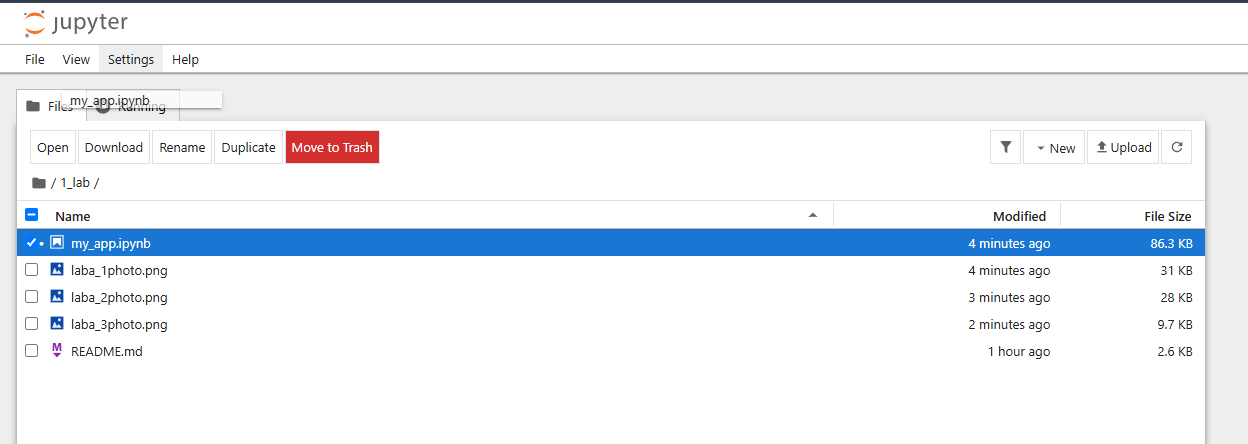 jupyter
File View Settings Help
my_app.ipynb
Files Running
Open Download Rename Duplicate Move to Trash New Upload
/ 1_lab /
Name Modified File Size
my_app.ipynb 4 minutes ago 86.3 KB
laba_1photo.png 4 minutes ago 31 KB
laba_2photo.png 3 minutes ago 28 KB
laba_3photo.png 2 minutes ago 9.7 KB
M README.md 1 hour ago 2.6 KB